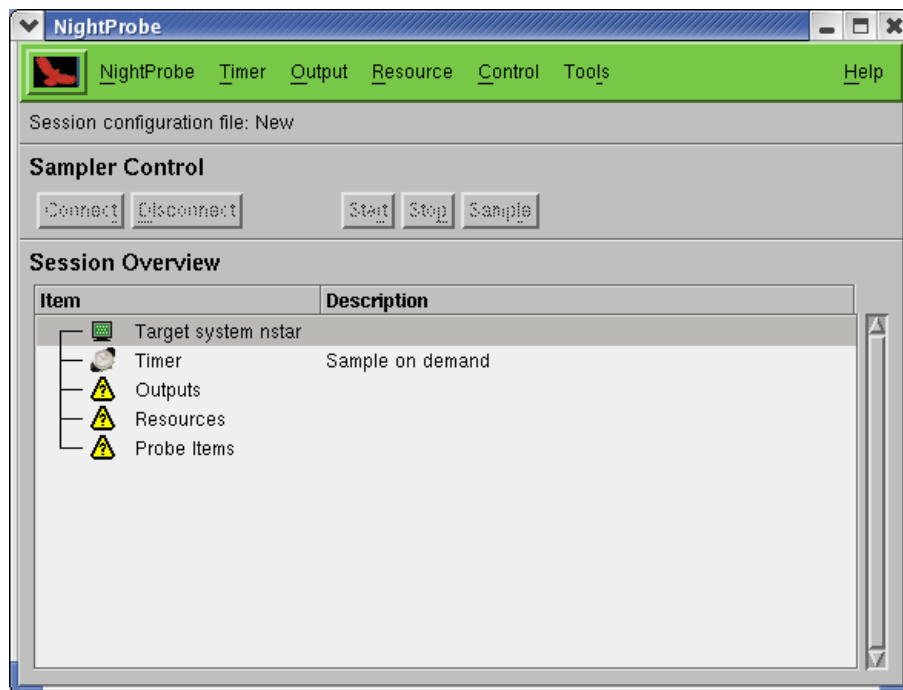 NightProbe
NightProbe Timer Output Resource Control Tools Help
Session configuration file: New
Sampler Control
Connect Disconnect Start Stop Sample
Session Overview
Item Description
Target system nstar
Timer Sample on demand
Outputs
Resources
Probe Items